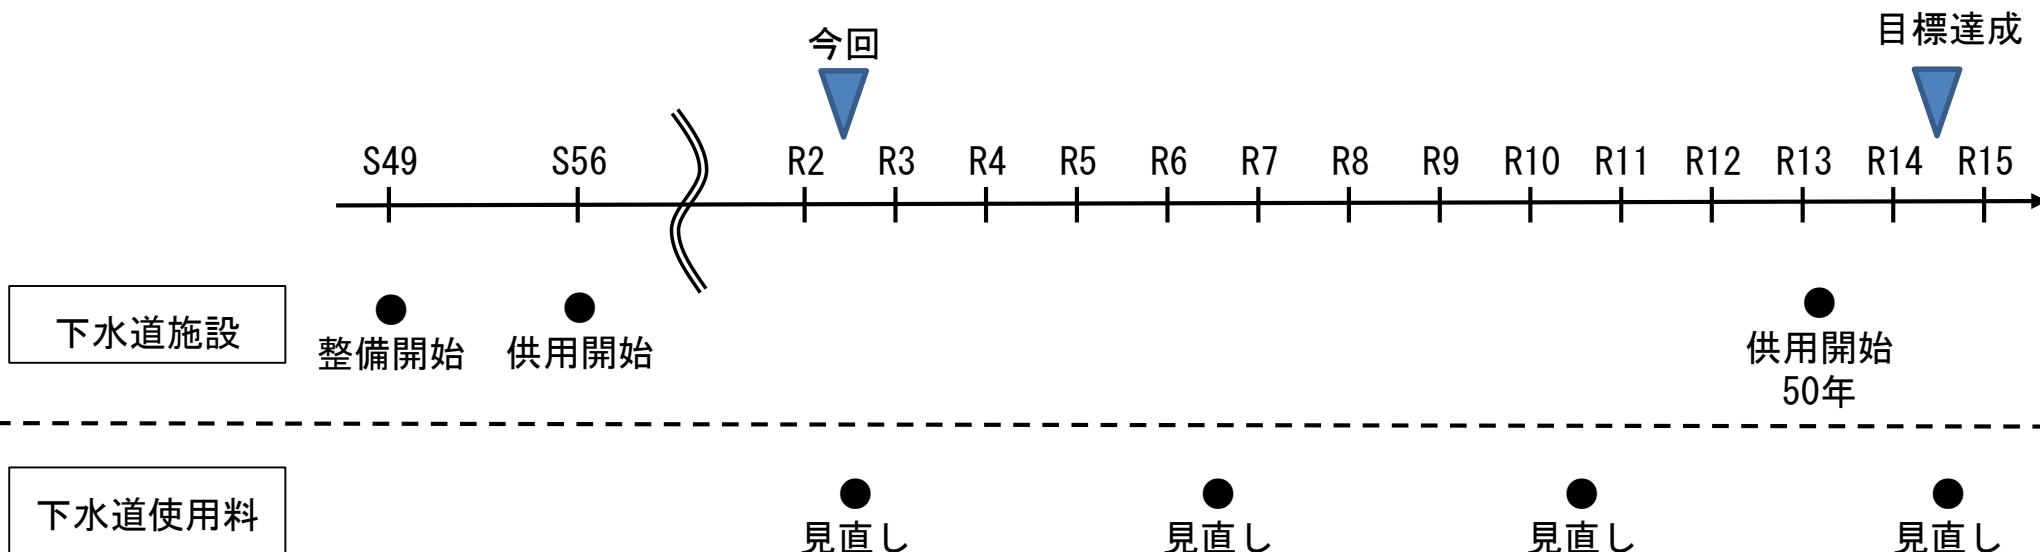 今回
目標達成
S49
S56
R2
R3
R4
R5
R6
R7
R8
R9
R10
R11
R12
R13
R14
R15
下水道施設
整備開始
供用開始
供用開始
50年
下水道使用料
見直し
見直し
見直し
見直し